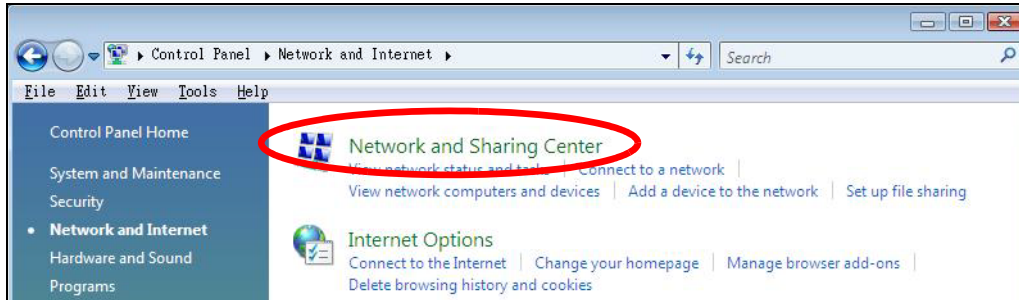 Control Panel Network and Internet
Search
File Edit View Tools Help
Control Panel Home
System and Maintenance
Security
Network and Internet
Hardware and Sound
Programs
Network and Sharing Center
View network status and tasks Connect to a network
View network computers and devices Add a device to the network Set up file sharing
Internet Options
Connect to the Internet Change your homepage Manage browser add-ons
Delete browsing history and cookies